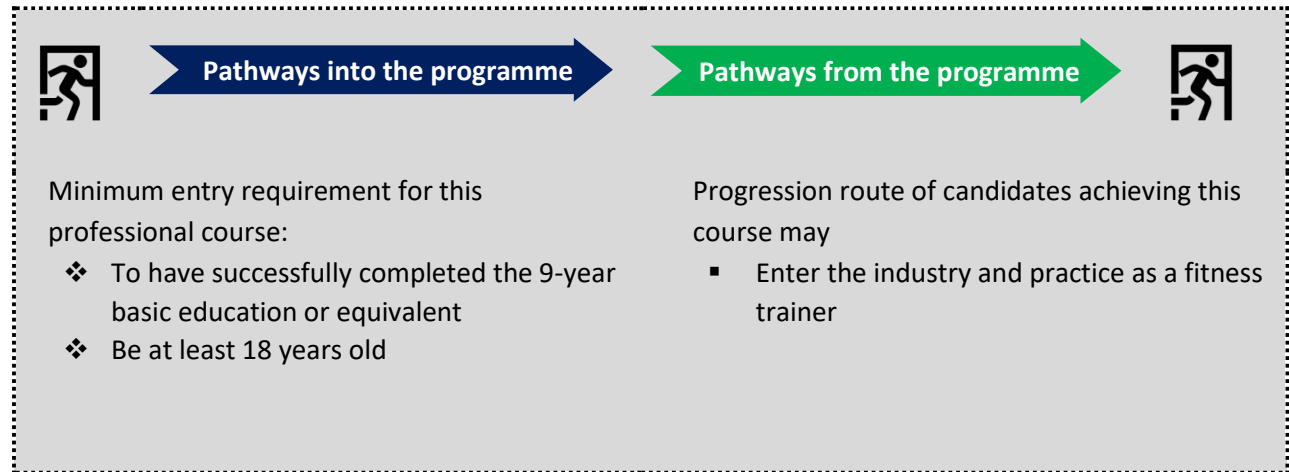 Pathways into the programme
Pathways from the programme
Minimum entry requirement for this
professional course:
❖ To have successfully completed the 9-year
basic education or equivalent
❖ Be at least 18 years old
Progression route of candidates achieving this
course may
▪ Enter the industry and practice as a fitness
trainer